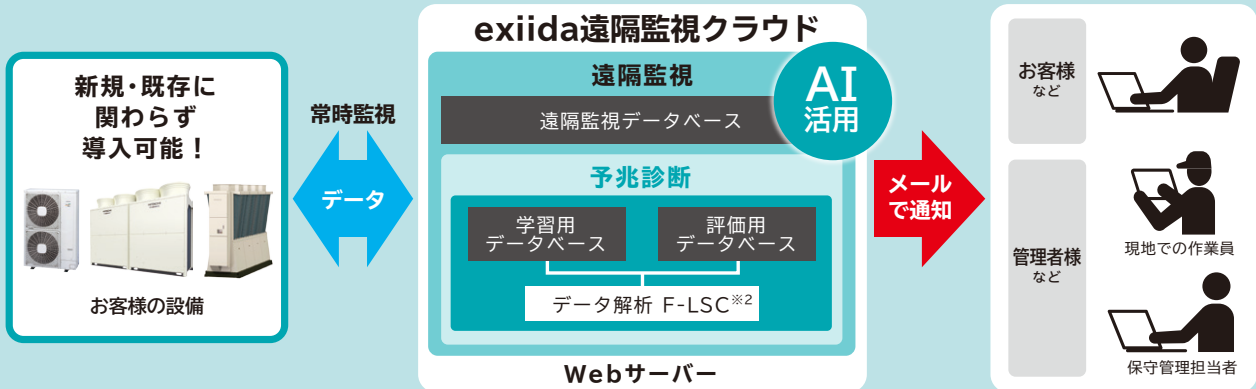 新規・既存に
関わらず
導入可能！
お客様の設備
常時監視
データ
exiida遠隔監視クラウド
遠隔監視
AI
活用
遠隔監視データベース
予兆診断
学習用
データベース
評価用
データベース
データ解析 F-LSC※2
Webサーバー
メール
で通知
お客様
など
管理者様
など
現地での作業員
保守管理担当者